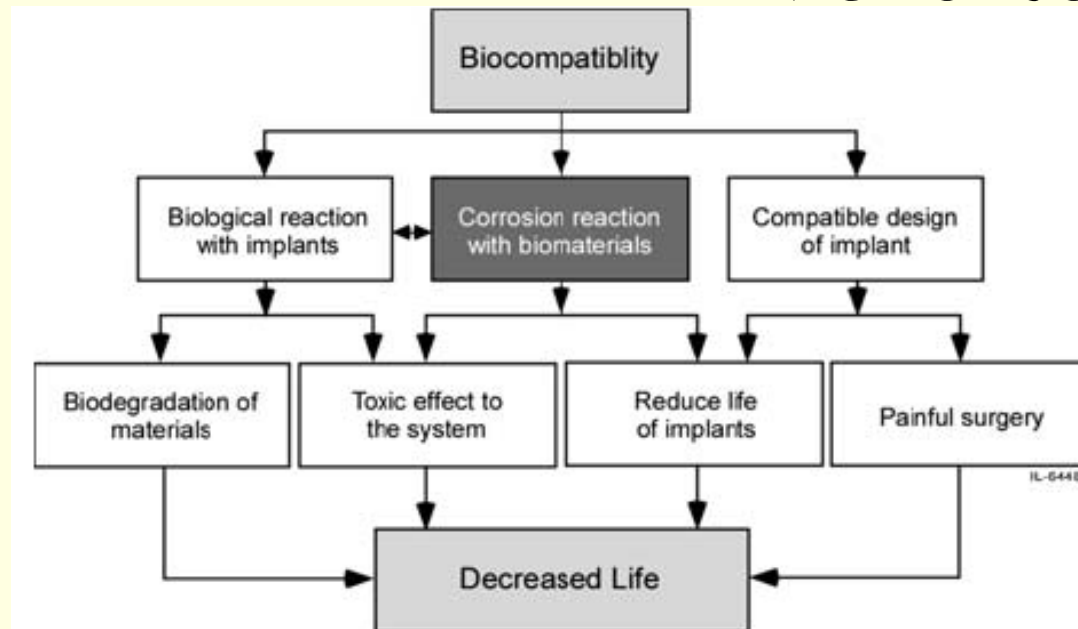 Biocompatiblity
Biological reaction
with implants
Corrosion reaction
with biomaterials
Compatible design
of implant
Biodegradation of
materials
Toxic effect to
the system
Reduce life
of implants
Painful surgery
Decreased Life